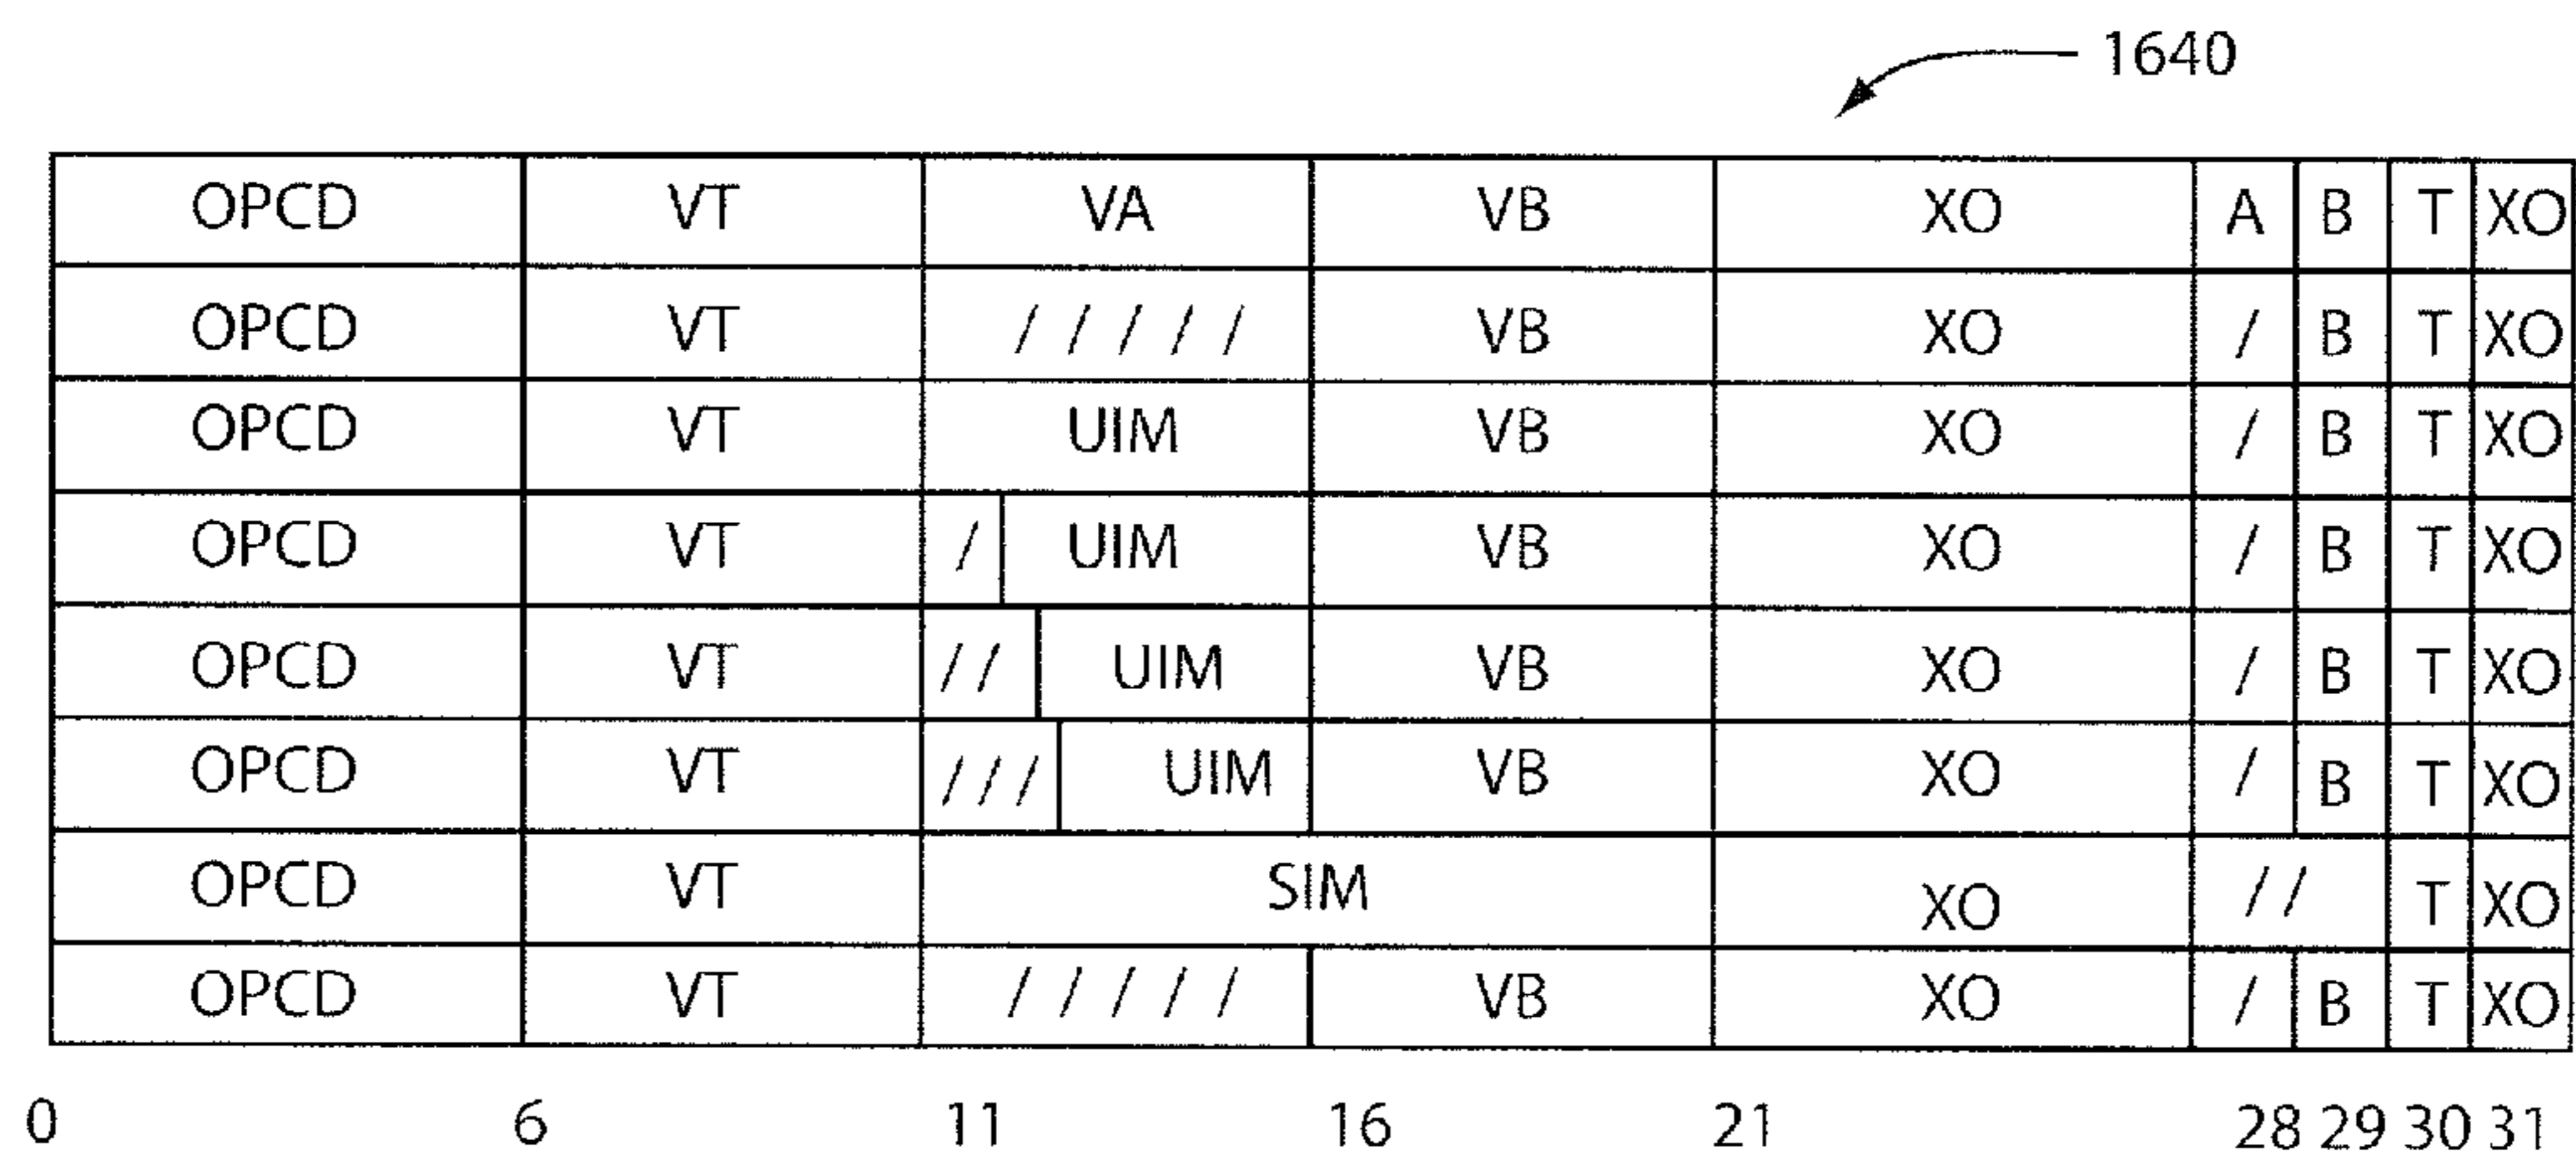 1640
OPCD VT VA VB XO A B T XO
OPCD VT ///// VB XO / B T XO
OPCD VT UIM VB XO / B T XO
OPCD VT / UIM VB XO / B T XO
OPCD VT // UIM VB XO / B T XO
OPCD VT /// UIM VB XO / B T XO
OPCD VT SIM XO // T XO
OPCD VT ///// VB XO / B T XO
0 6 11 16 21 28 29 30 31